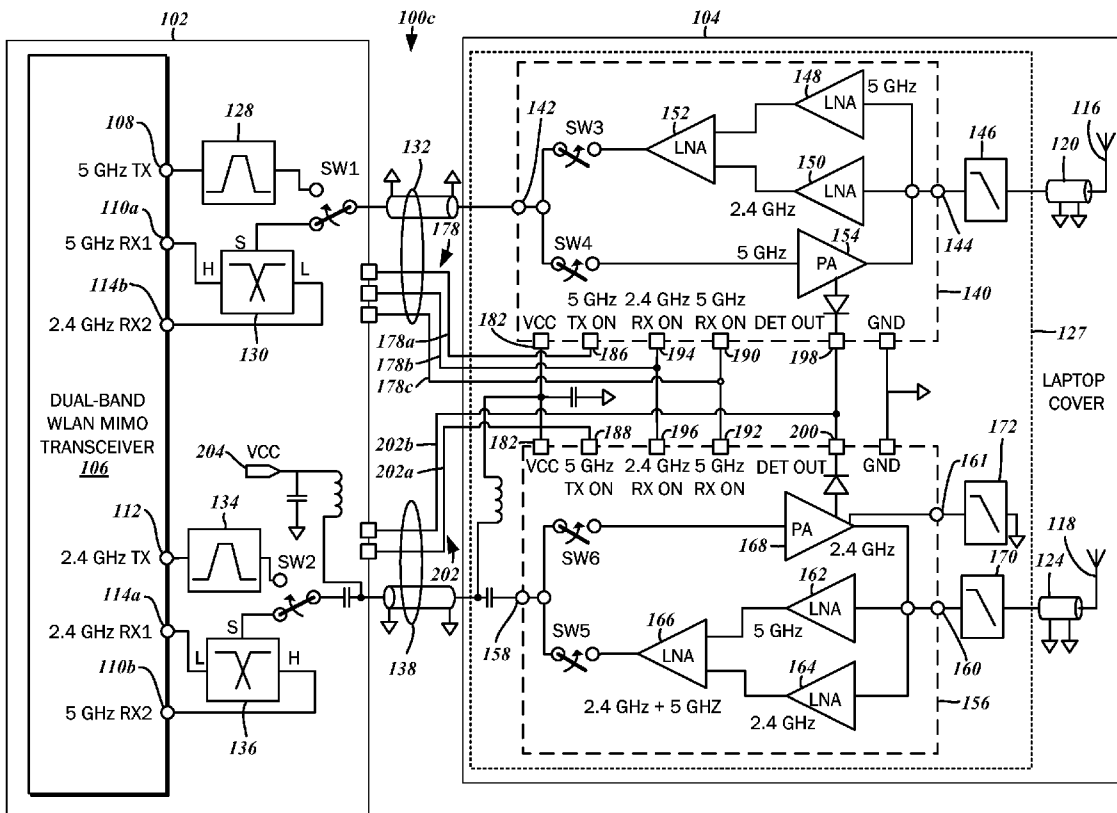 102
100c
104
108
5 GHz TX
128
SW1
110a
5 GHz RX1
S
H
L
114b
2.4 GHz RX2
130
132
178
178a
178b
178c
142
SW3
152
LNA
148
LNA
5 GHz
150
LNA
2.4 GHz
SW4
5 GHz
154
PA
144
146
120
116
140
127
VCC
5 GHz
TX ON
2.4 GHz
RX ON
5 GHz
RX ON
DET OUT
GND
182
186
194
190
198
LAPTOP
COVER
DUAL-BAND
WLAN MIMO
TRANSCEIVER
106
202b
202a
182
188
196
192
200
VCC
5 GHz
TX ON
2.4 GHz
RX ON
5 GHz
RX ON
DET OUT
GND
161
172
204
VCC
112
134
2.4 GHz TX
SW2
114a
2.4 GHz RX1
S
L
H
110b
5 GHz RX2
136
138
202
158
SW6
PA
168
2.4 GHz
170
124
118
162
LNA
5 GHz
166
LNA
SW5
164
LNA
2.4 GHz
2.4 GHz + 5 GHZ
160
156